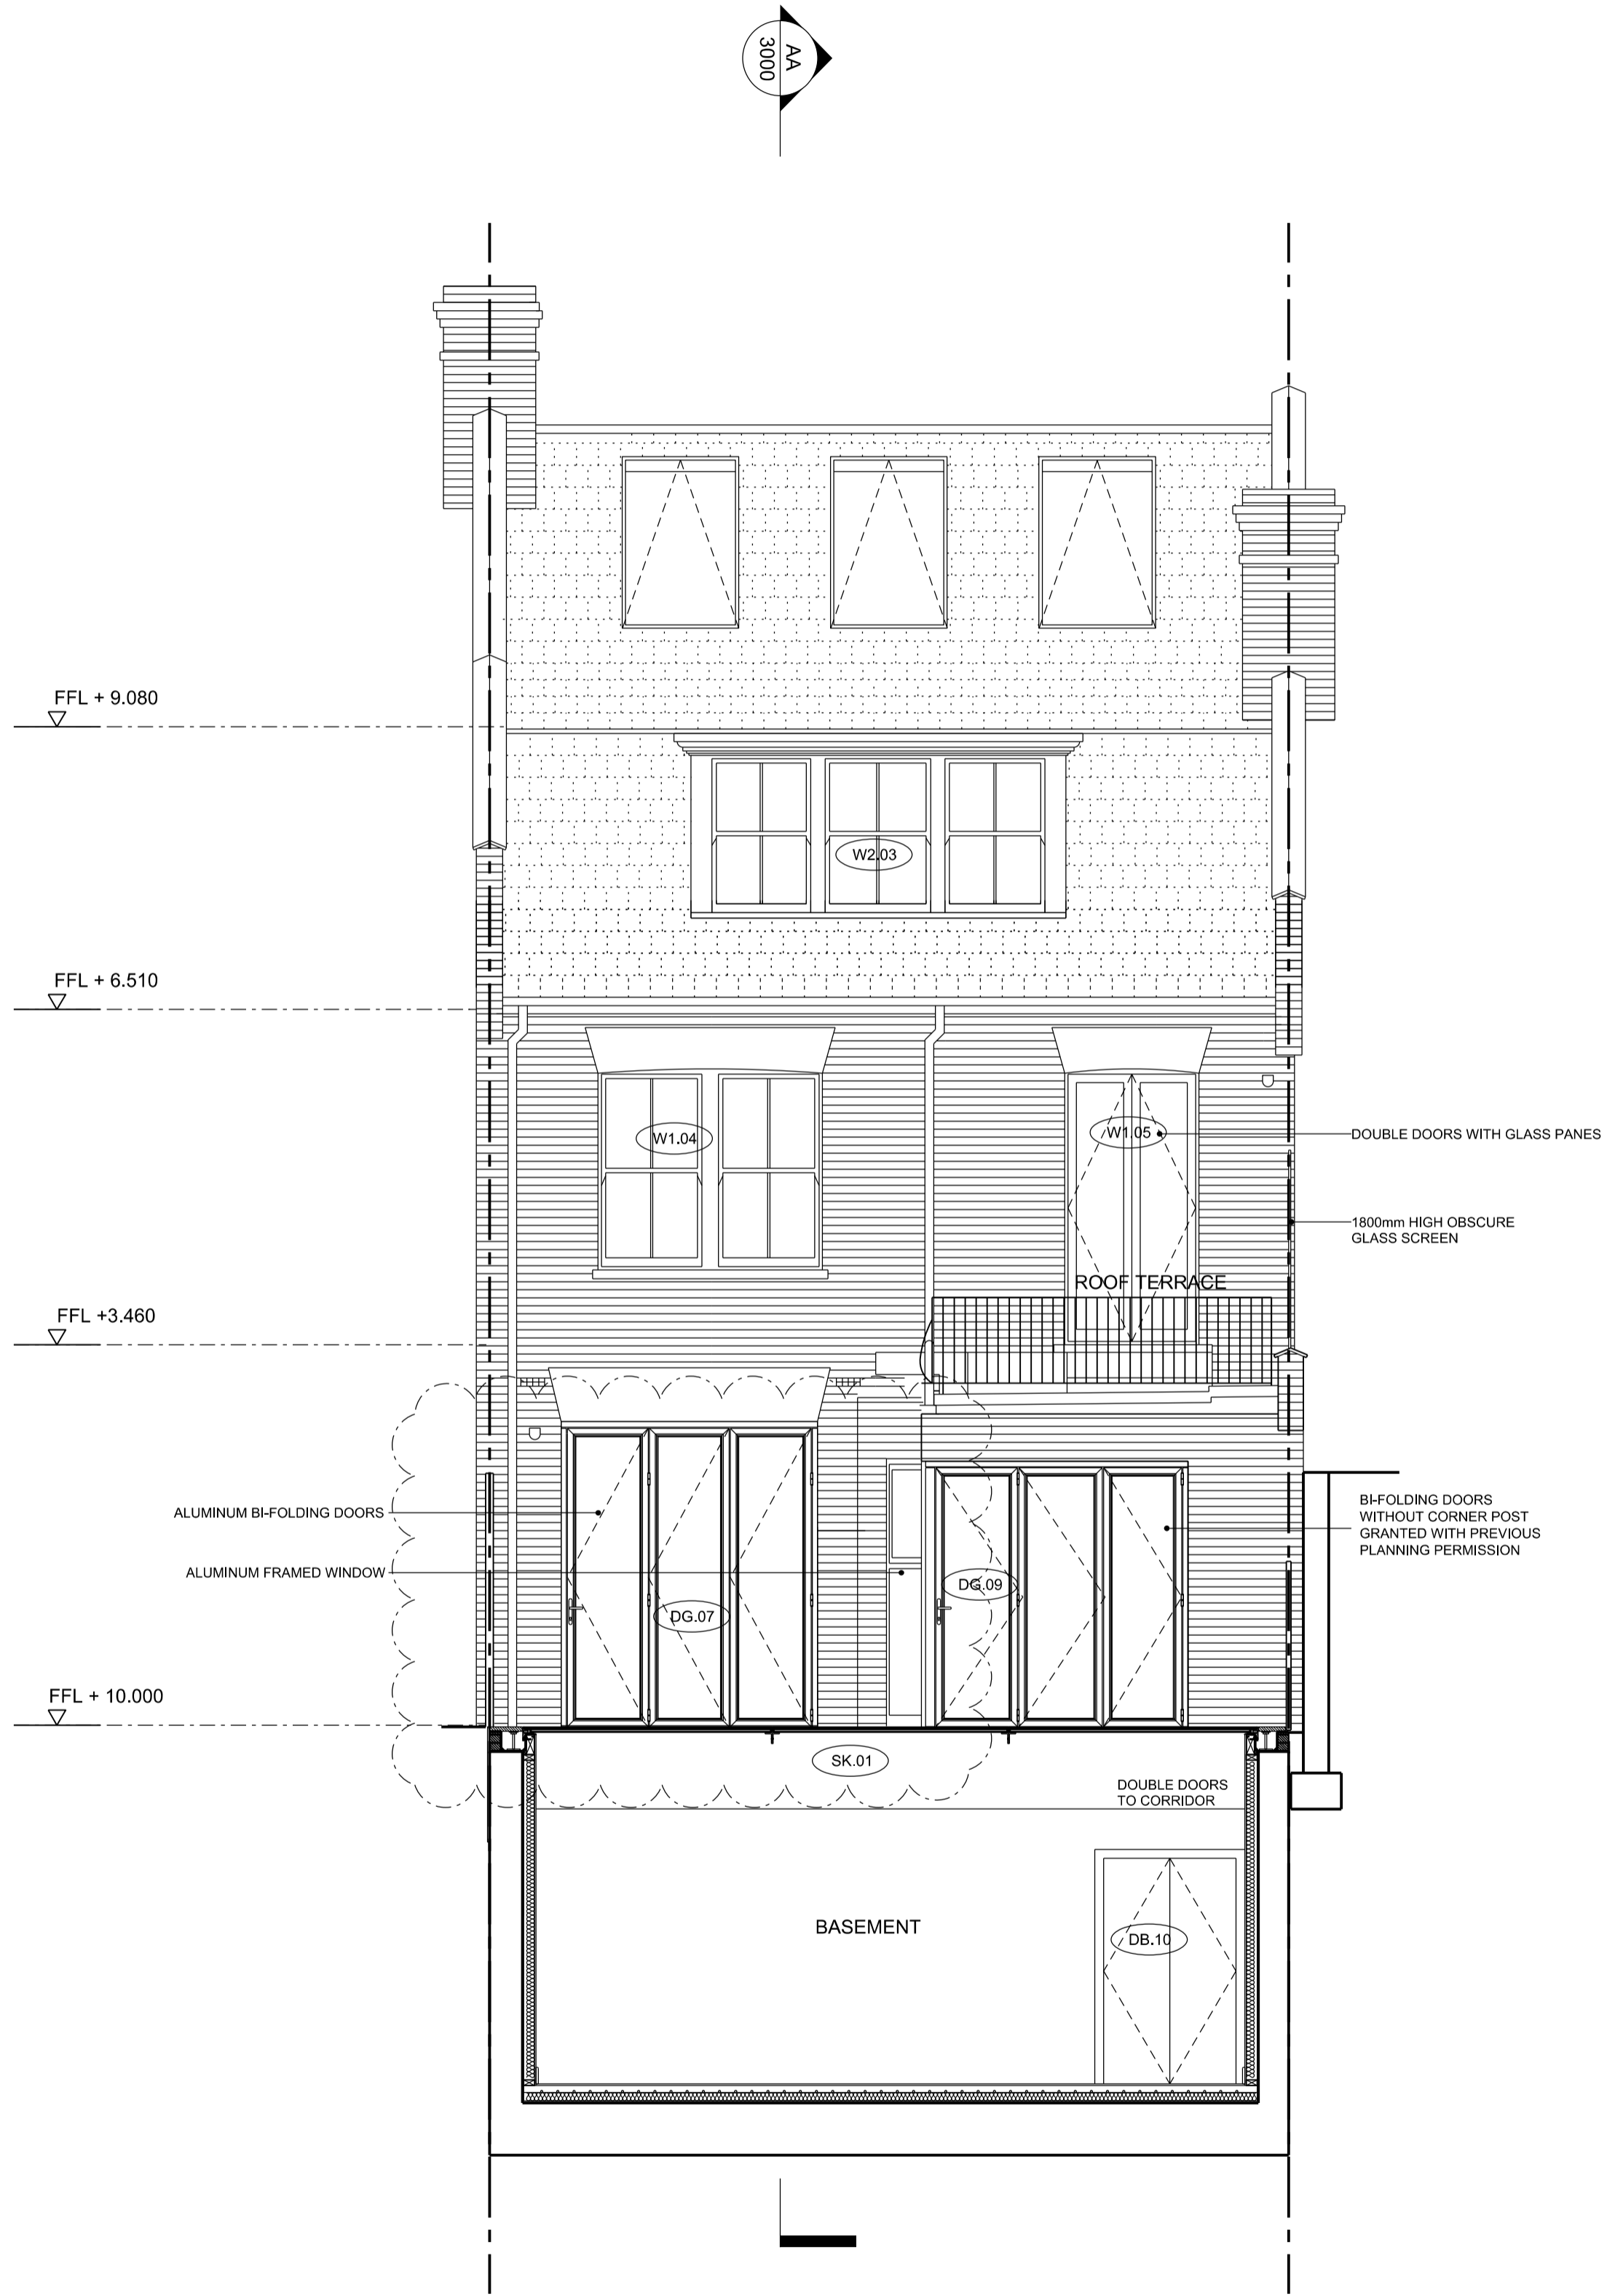 AA
3000
FFL + 9.080
W2.03
FFL + 6.510
W1.04
W1.05
DOUBLE DOORS WITH GLASS PANES
1800mm HIGH OBSCURE
GLASS SCREEN
ROOF TERRACE
FFL +3.460
ALUMINUM BI-FOLDING DOORS
BI-FOLDING DOORS
WITHOUT CORNER POST
GRANTED WITH PREVIOUS
PLANNING PERMISSION
ALUMINUM FRAMED WINDOW
DG.09
DG.07
FFL + 10.000
SK.01
DOUBLE DOORS
TO CORRIDOR
BASEMENT
DB.10